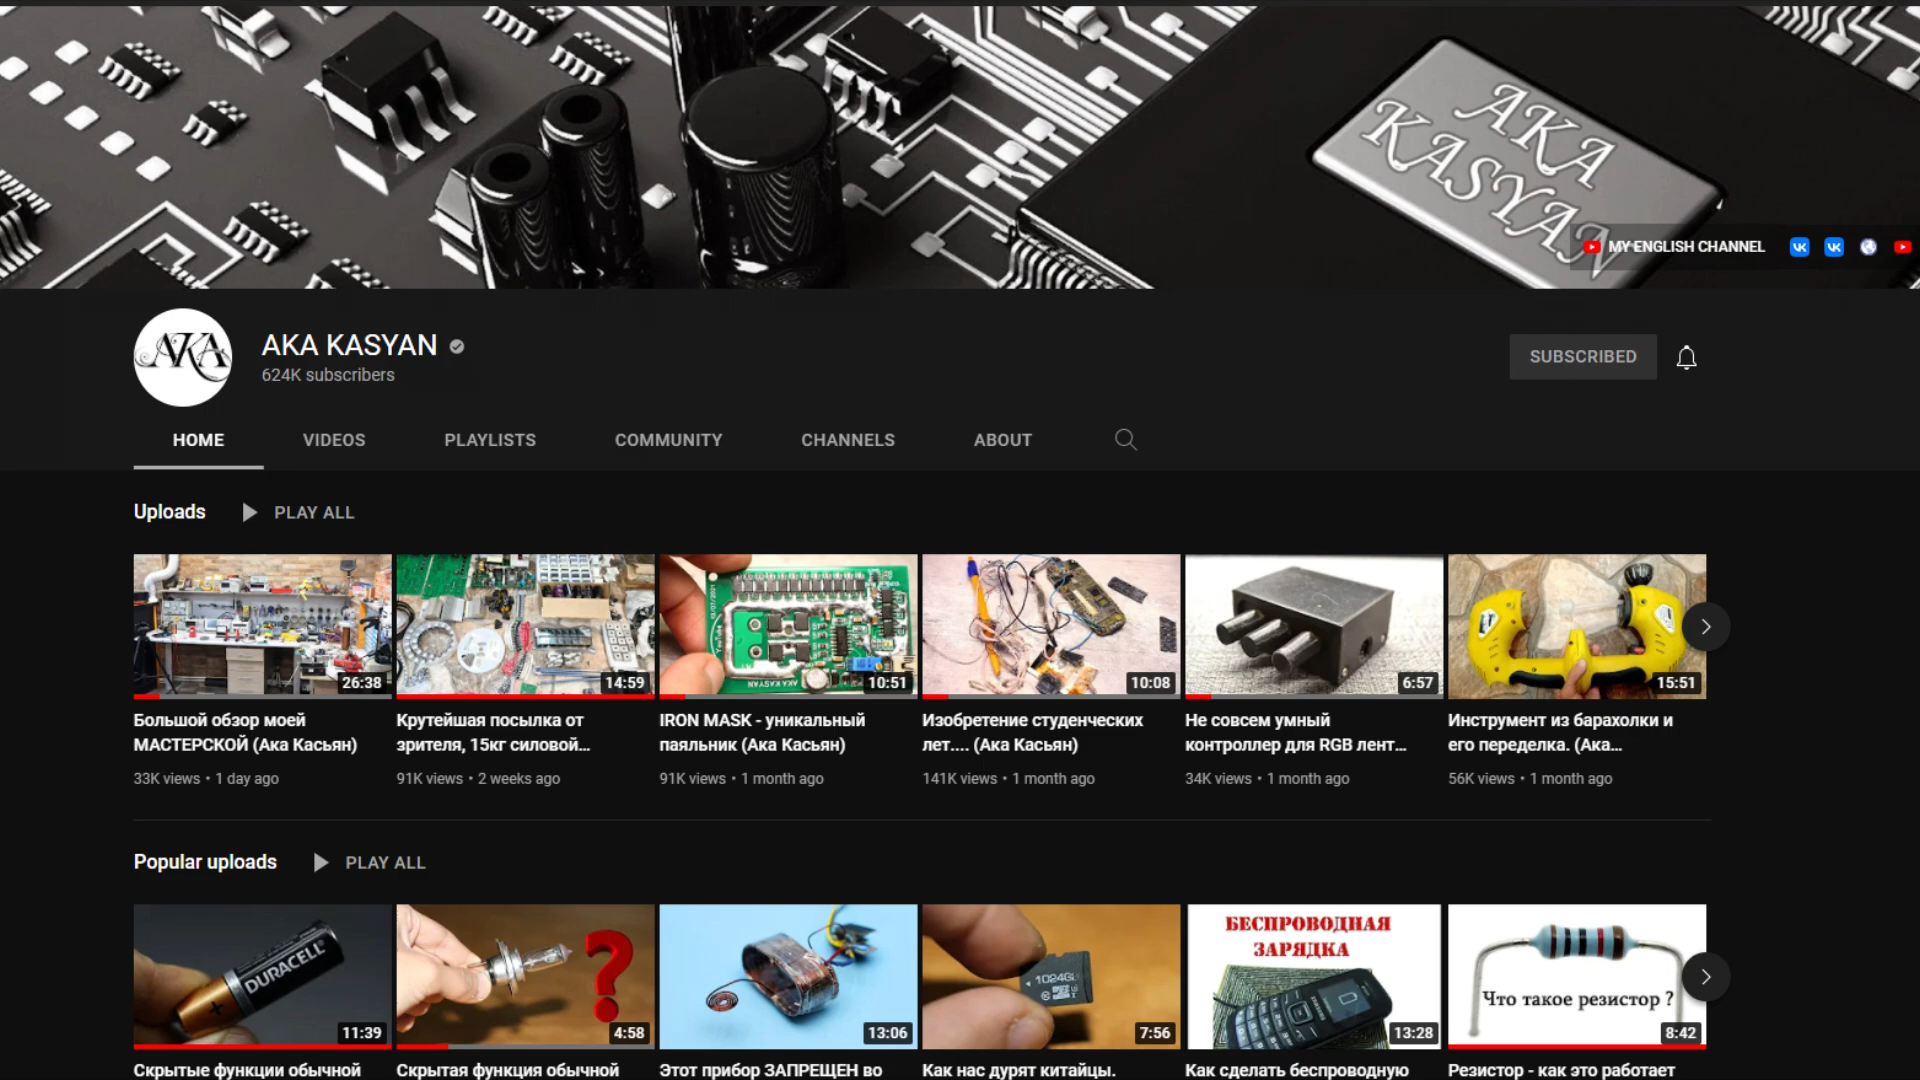 AKA
KASYAN
MY ENGLISH CHANNEL
AKA
AKA KASYAN
624K subscribers
SUBSCRIBED
HOME
VIDEOS
PLAYLISTS
COMMUNITY
CHANNELS
ABOUT
Uploads
PLAY ALL
26:38
14:59
AKA KASYAN
10:51
10:08
6:57
15:51
Большой обзор моей
МАСТЕРСКОЙ (Ака Касьян)
33K views • 1 day ago
Крутейшая посылка от
зрителя, 15кг силовой...
91K views • 2 weeks ago
IRON MASK - уникальный
паяльник (Ака Касьян)
91K views • 1 month ago
Изобретение студенческих
лет.... (Ака Касьян)
141K views • 1 month ago
Не совсем умный
контроллер для RGB лент...
34K views • 1 month ago
Инструмент из барахолки и
его переделка. (Ака...
56K views • 1 month ago
Popular uploads
PLAY ALL
DURACELL
11:39
?
4:58
13:06
1024G
7:56
БЕСПРОВОДНАЯ
ЗАРЯДКА
13:28
Что такое резистор ?
8:42
Скрытые функции обычной
Скрытая функция обычной
Этот прибор ЗАПРЕЩЕН во
Как нас дурят китайцы.
Как сделать беспроводную
Резистор - как это работает